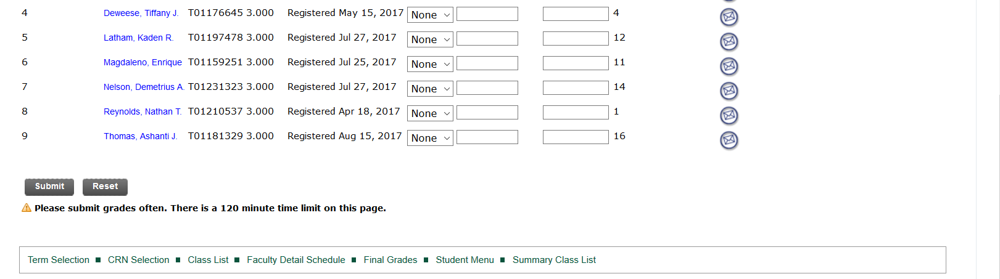 4 Deweese, Tiffany J. T01176645 3.000 Registered May 15, 2017 None 4
5 Latham, Kaden R. T01197478 3.000 Registered Jul 27, 2017 None 12
6 Magdaleno, Enrique T01159251 3.000 Registered Jul 25, 2017 None 11
7 Nelson, Demetrius A. T01231323 3.000 Registered Jul 27, 2017 None 14
8 Reynolds, Nathan T. T01210537 3.000 Registered Apr 18, 2017 None 1
9 Thomas, Ashanti J. T01181329 3.000 Registered Aug 15, 2017 None 16
Submit Reset
Please submit grades often. There is a 120 minute time limit on this page.
Term Selection CRN Selection Class List Faculty Detail Schedule Final Grades Student Menu Summary Class List